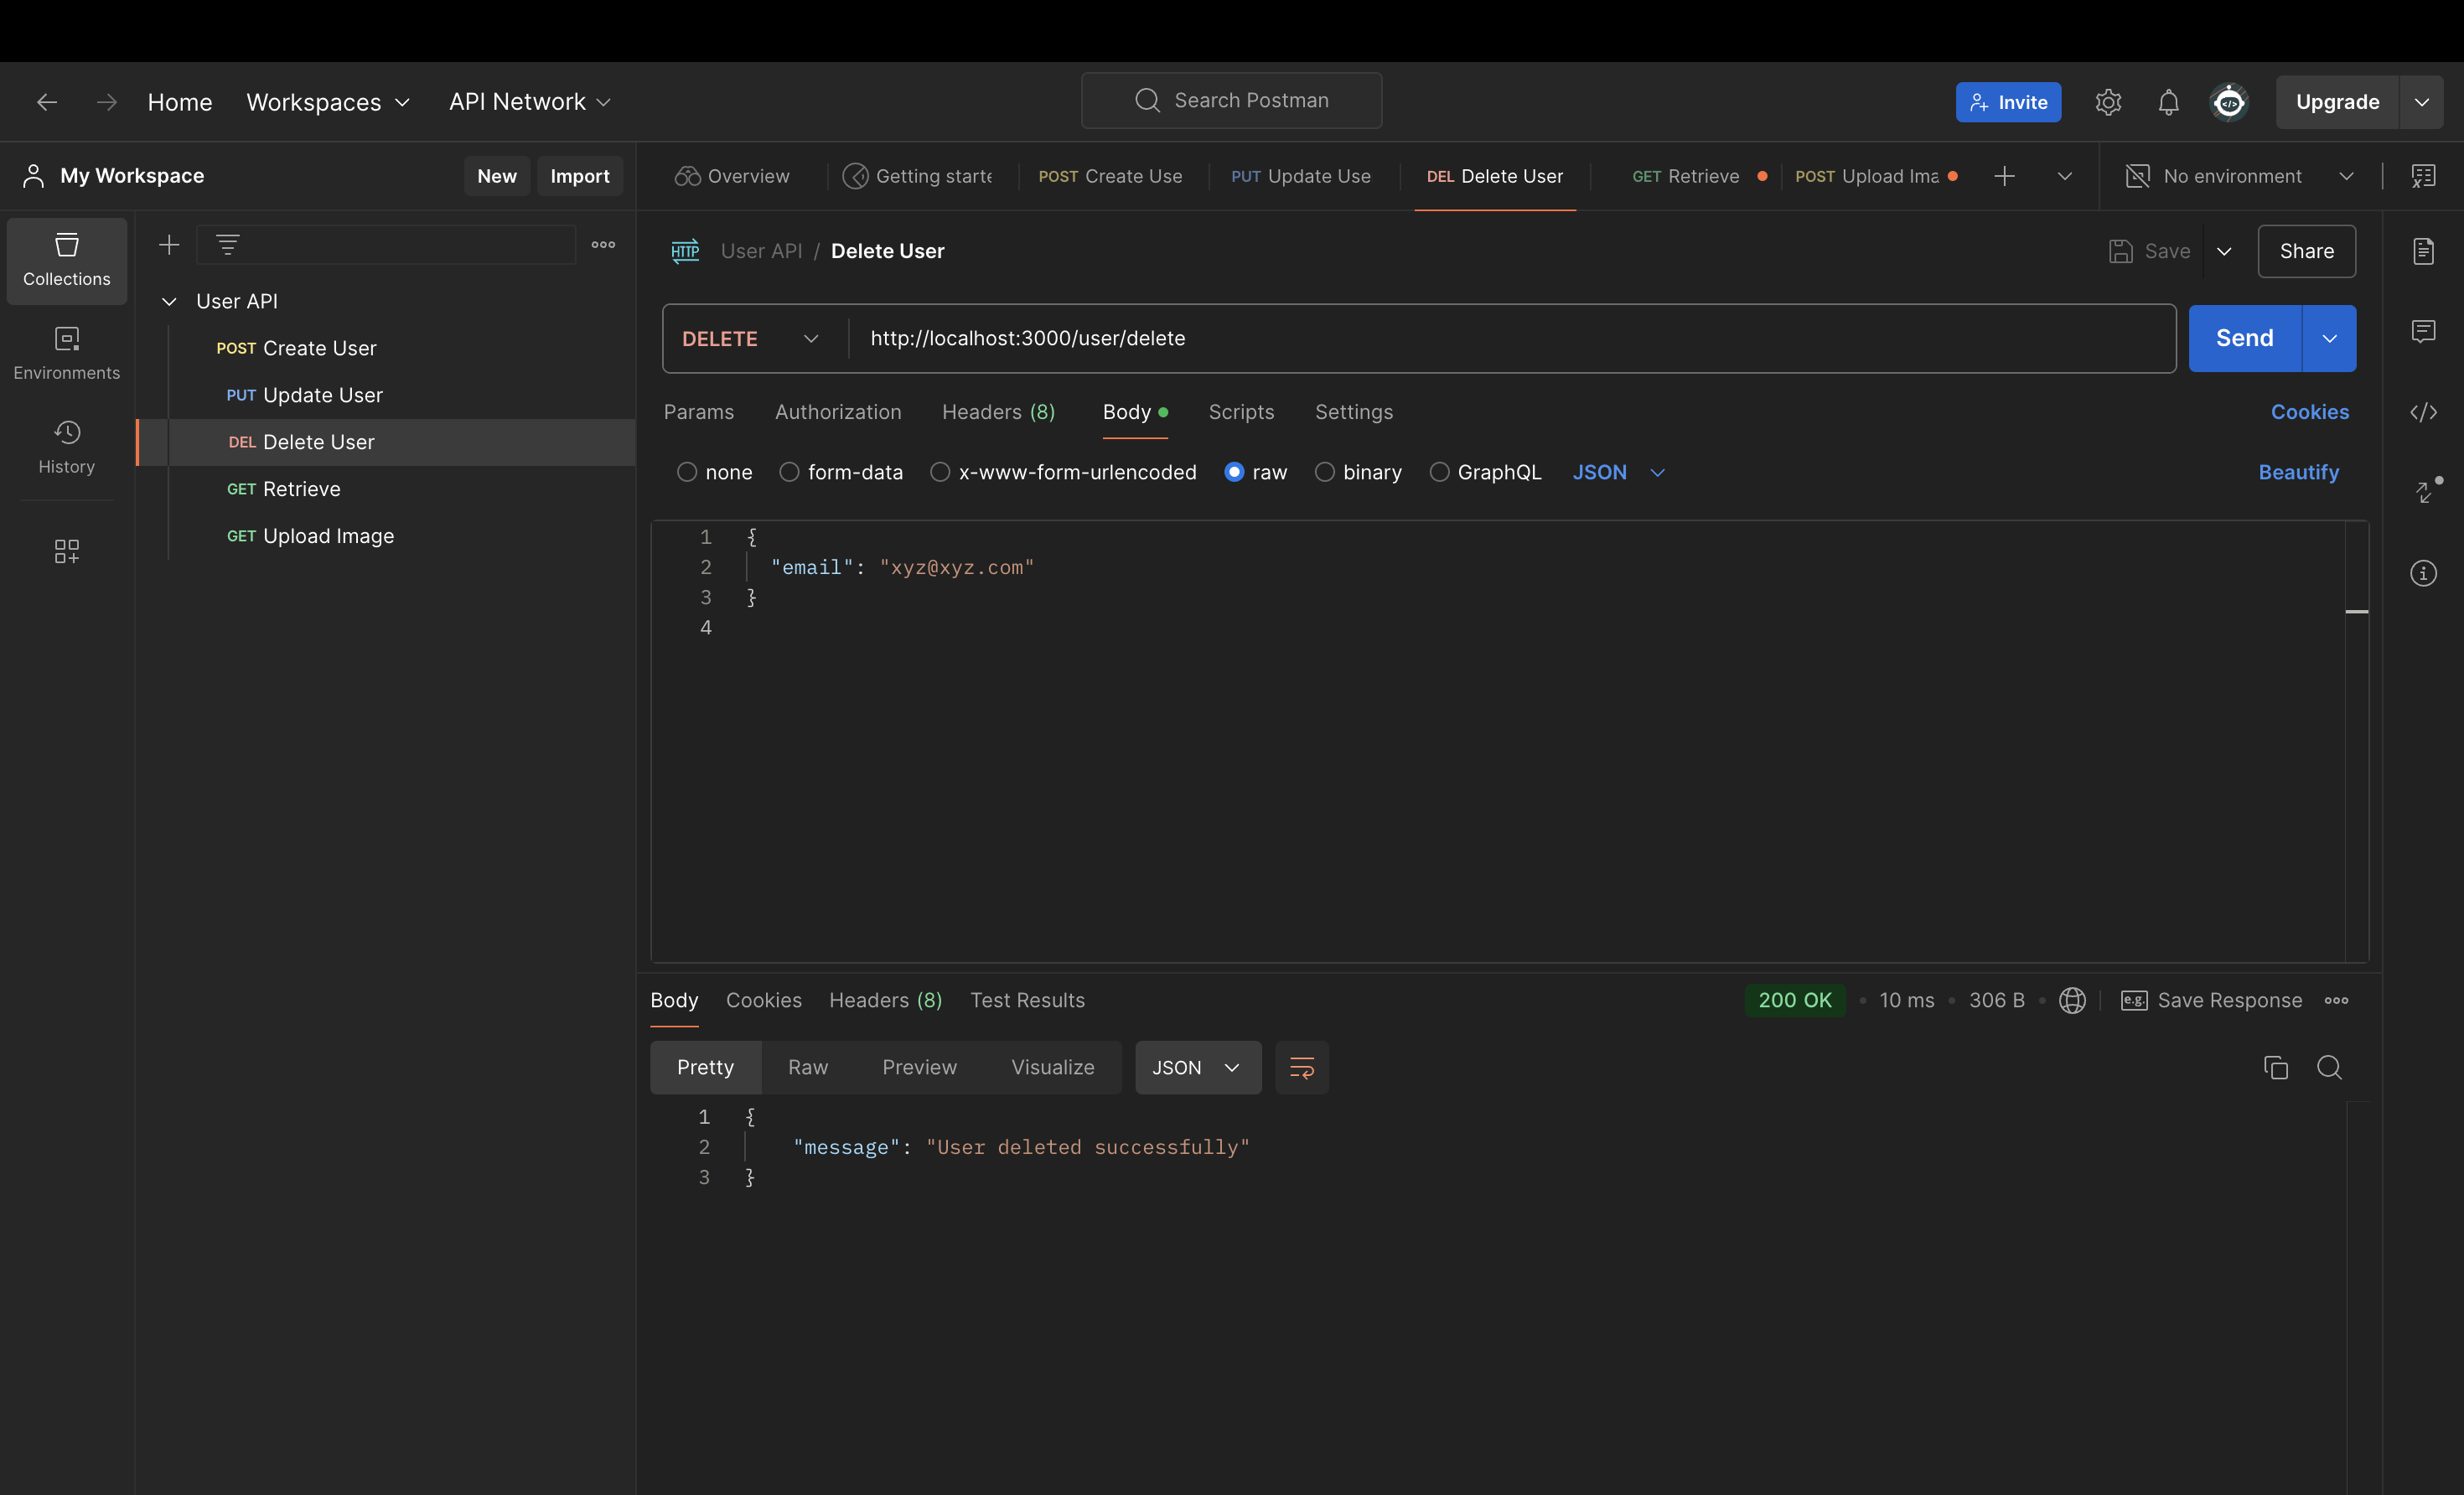 Home Workspaces API Network Search Postman Invite Upgrade
My Workspace New Import Overview Getting starte POST Create Use PUT Update Use DEL Delete User GET Retrieve POST Upload Ima No environment
Collections
Environments
History
User API
POST Create User
PUT Update User
DEL Delete User
GET Retrieve
GET Upload Image
HTTP User API / Delete User Save Share
DELETE http://localhost:3000/user/delete Send
Params Authorization Headers (8) Body Scripts Settings Cookies
none form-data x-www-form-urlencoded raw binary GraphQL JSON Beautify
1 {
2 "email": "xyz@xyz.com"
3 }
4
Body Cookies Headers (8) Test Results 200 OK • 10 ms • 306 B • e.g. Save Response
Pretty Raw Preview Visualize JSON
1 {
2 "message": "User deleted successfully"
3 }